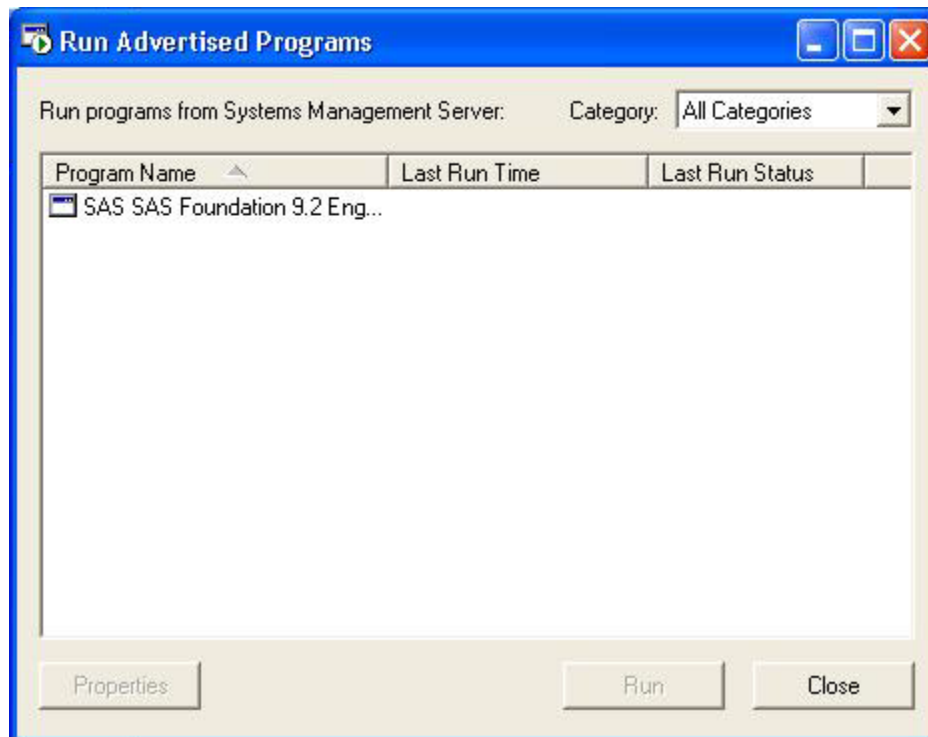 Run Advertised Programs
Run programs from Systems Management Server: Category: All Categories
Program Name Last Run Time Last Run Status
SAS SAS Foundation 9.2 Eng...
Properties Run Close